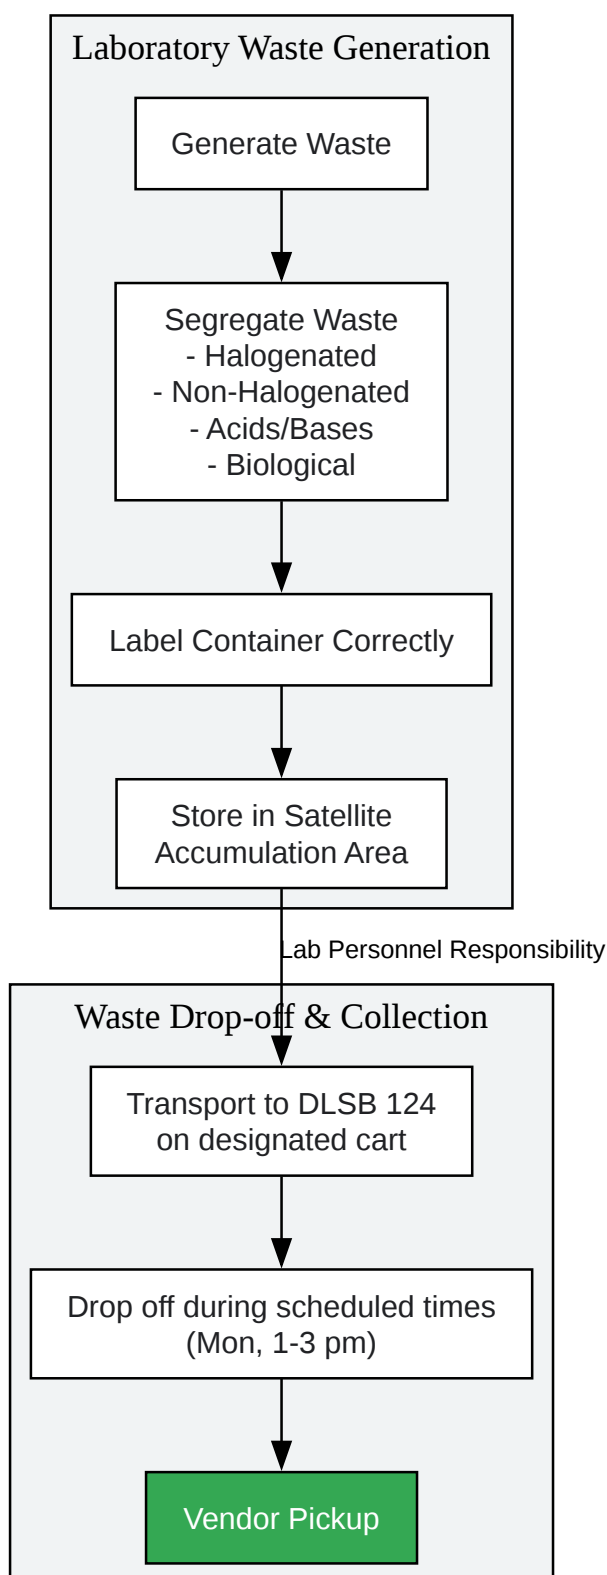 Laboratory Waste Generation
Generate Waste
Segregate Waste
- Halogenated
- Non-Halogenated
- Acids/Bases
- Biological
Label Container Correctly
Store in Satellite
Accumulation Area
Lab Personnel Responsibility
Waste Drop-off & Collection
Transport to DLSB 124
on designated cart
Drop off during scheduled times
(Mon, 1-3 pm)
Vendor Pickup